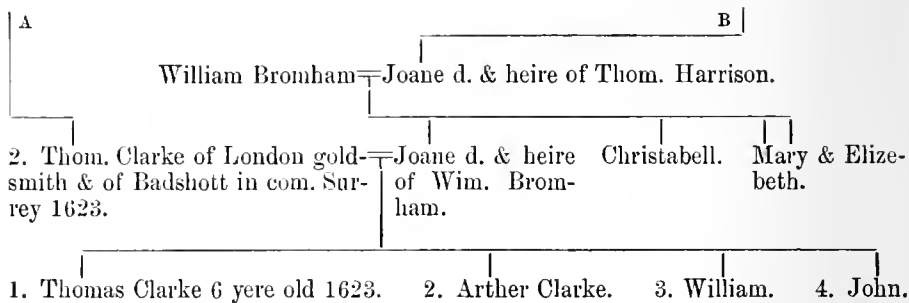 A B
William Bromham=Joane d. & heire of Thom. Harrison.
2. Thom. Clarke of London gold-=Joane d. & heire Christabell. Mary & Elize-
smith & of Badshott in com. Sur- of Wim. Brom- beth.
rey 1623. ham.
1. Thomas Clarke 6 yere old 1623. 2. Arther Clarke. 3. William. 4. John.